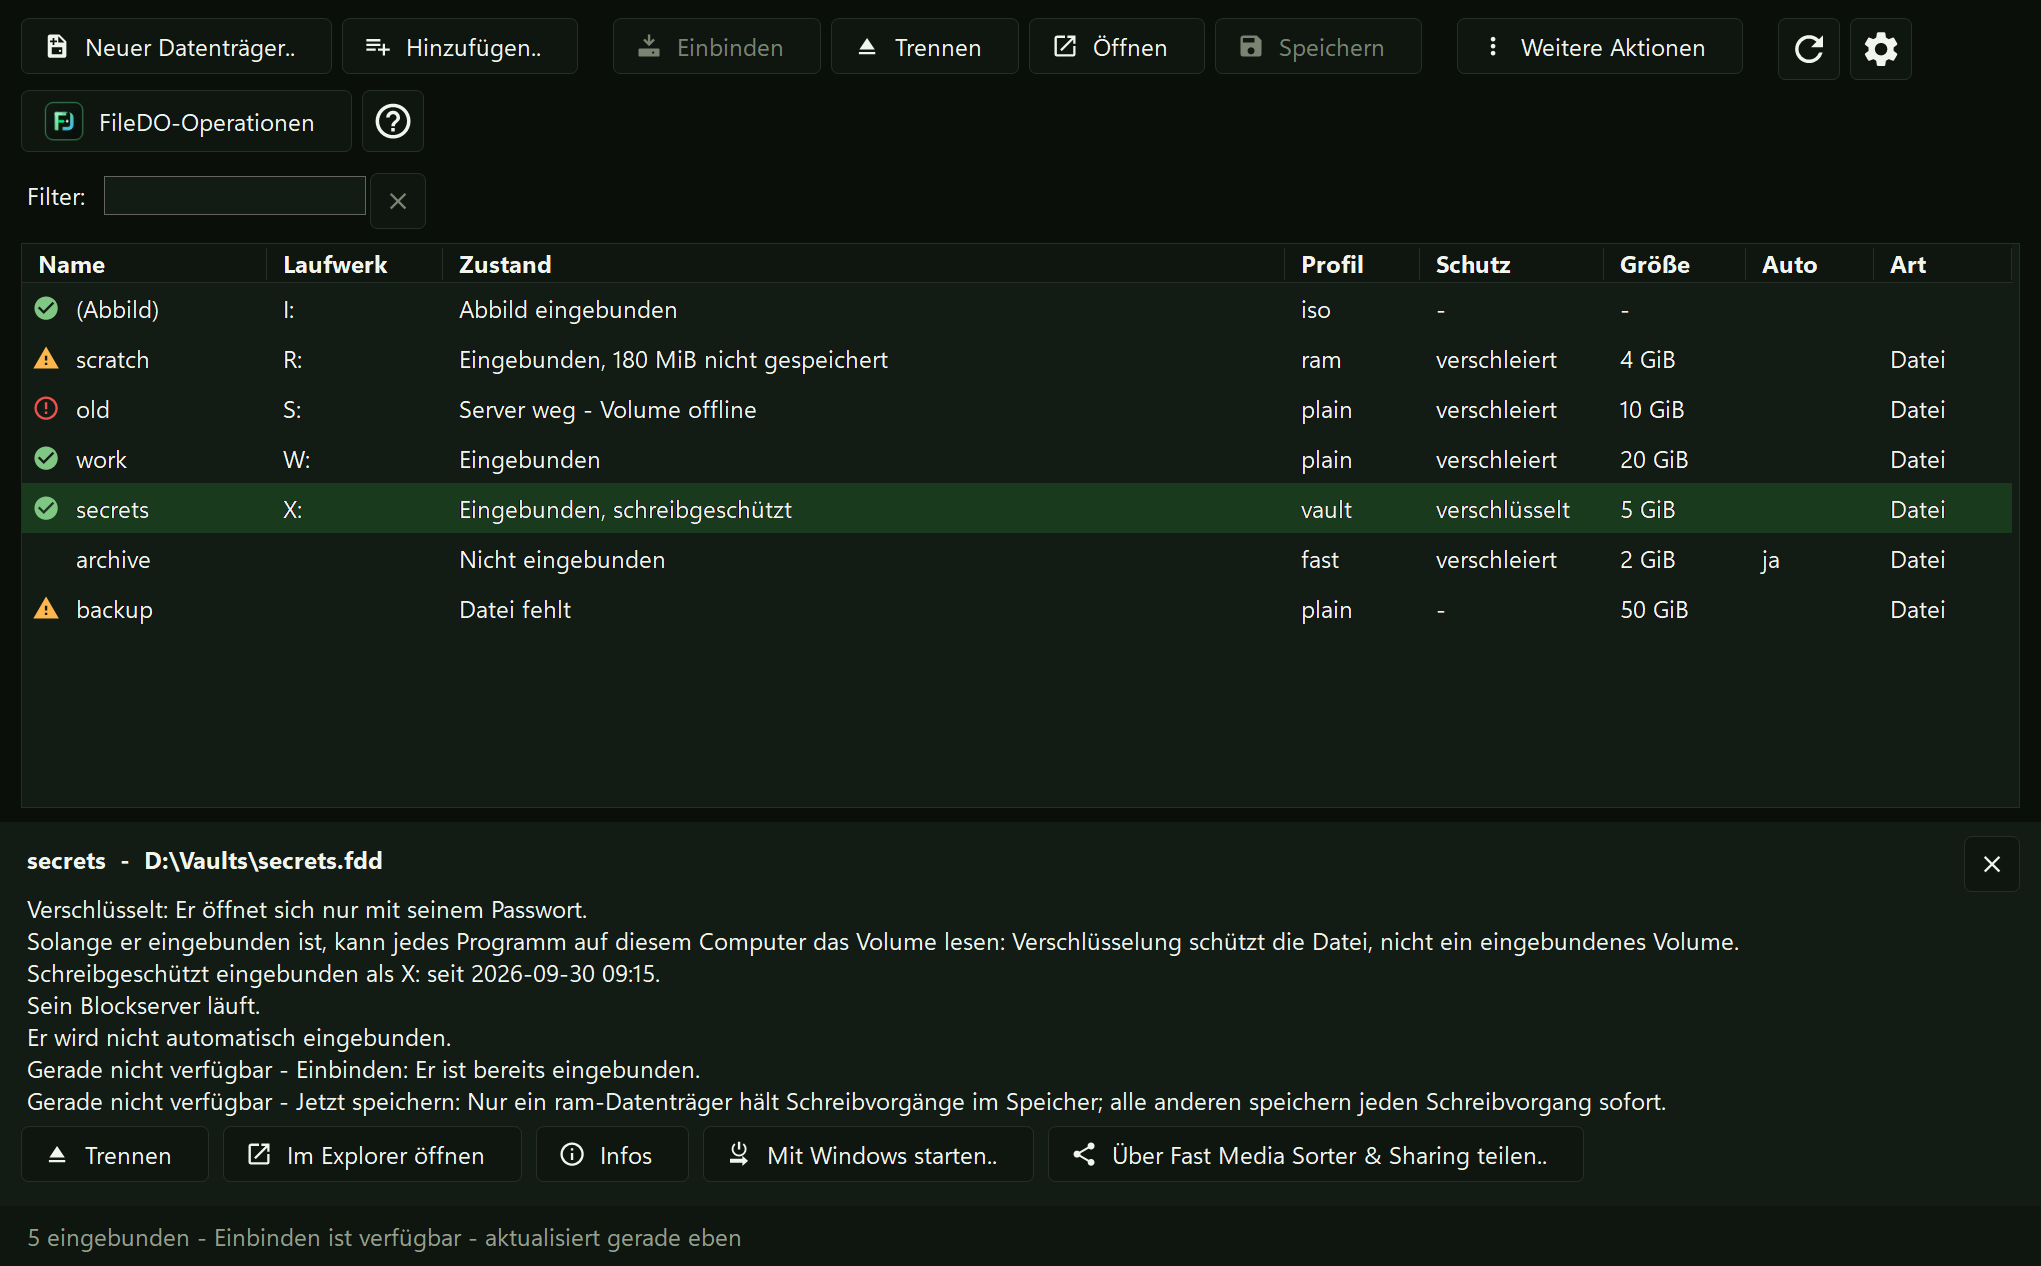 Neuer Datenträger.. Hinzufügen.. Einbinden Trennen Öffnen Speichern Weitere Aktionen
FileDO-Operationen
Filter:
Name Laufwerk Zustand Profil Schutz Größe Auto Art
(Abbild) I: Abbild eingebunden iso - -
scratch R: Eingebunden, 180 MiB nicht gespeichert ram verschleiert 4 GiB Datei
old S: Server weg - Volume offline plain verschleiert 10 GiB Datei
work W: Eingebunden plain verschleiert 20 GiB Datei
secrets X: Eingebunden, schreibgeschützt vault verschlüsselt 5 GiB Datei
archive Nicht eingebunden fast verschleiert 2 GiB ja Datei
backup Datei fehlt plain - 50 GiB Datei
secrets - D:\Vaults\secrets.fdd
Verschlüsselt: Er öffnet sich nur mit seinem Passwort.
Solange er eingebunden ist, kann jedes Programm auf diesem Computer das Volume lesen: Verschlüsselung schützt die Datei, nicht ein eingebundenes Volume.
Schreibgeschützt eingebunden als X: seit 2026-09-30 09:15.
Sein Blockserver läuft.
Er wird nicht automatisch eingebunden.
Gerade nicht verfügbar - Einbinden: Er ist bereits eingebunden.
Gerade nicht verfügbar - Jetzt speichern: Nur ein ram-Datenträger hält Schreibvorgänge im Speicher; alle anderen speichern jeden Schreibvorgang sofort.
Trennen Im Explorer öffnen Infos Mit Windows starten.. Über Fast Media Sorter & Sharing teilen..
5 eingebunden - Einbinden ist verfügbar - aktualisiert gerade eben